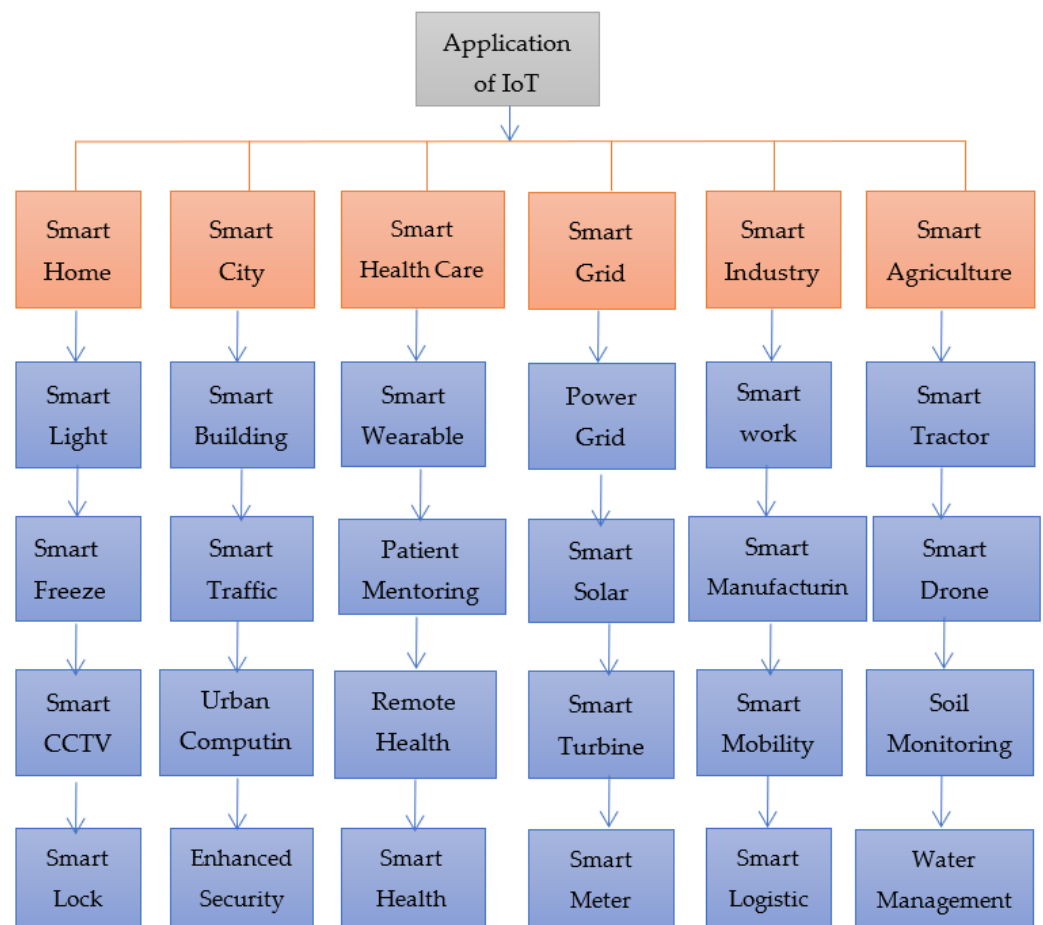 Application
of IoT
Smart
Home
Smart
City
Smart
Health Care
Smart
Grid
Smart
Industry
Smart
Agriculture
Smart
Light
Smart
Building
Smart
Wearable
Power
Grid
Smart
work
Smart
Tractor
Smart
Freeze
Smart
Traffic
Patient
Mentoring
Smart
Solar
Smart
Manufacturin
Smart
Drone
Smart
CCTV
Urban
Computin
Remote
Health
Smart
Turbine
Smart
Mobility
Soil
Monitoring
Smart
Lock
Enhanced
Security
Smart
Health
Smart
Meter
Smart
Logistic
Water
Management